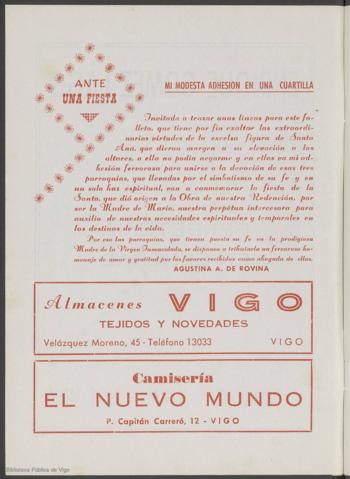 ANTE
UNA FIESTA
MI MODESTA ADHESION EN UNA CUARTILLA
Invitada a trazar unas líneas para este fo-
lleto, que tiene por fin exaltar las extraordi-
narias virtudes de la excelsa figura de Santa
Ana, que dieron margen a su elevación a los
altares, a ello no podía negarme y en ellas va mi ad-
hesión fervorosa para unirse a la devoción de esas tres
parroquias, que llevadas por el simbolismo de su fe y en
un solo haz espiritual, van a conmemorar la fiesta de la
Santa, que dió origen a la Obra de nuestra Redención, por
ser la Madre de María, nuestra perpétua intercesora para
auxilio de nuestras necesidades espirituales y temporales en
los destinos de la vida.
Por eso las parroquias, que tienen puesta su fe en la prodigiosa
Madre de la Virgen Inmaculada, se disponen a tributarla un fervoroso ho-
menaje de amor y gratitud por los favores recibidos como abogada de ellas.
AGUSTINA A. DE ROVINA
Almacenes VIGO
TEJIDOS Y NOVEDADES
Velázquez Moreno, 45 - Teléfono 13033 VIGO
Camisería
EL NUEVO MUNDO
P. Capitán Carreró, 12 - VIGO
Biblioteca Pública de Vigo